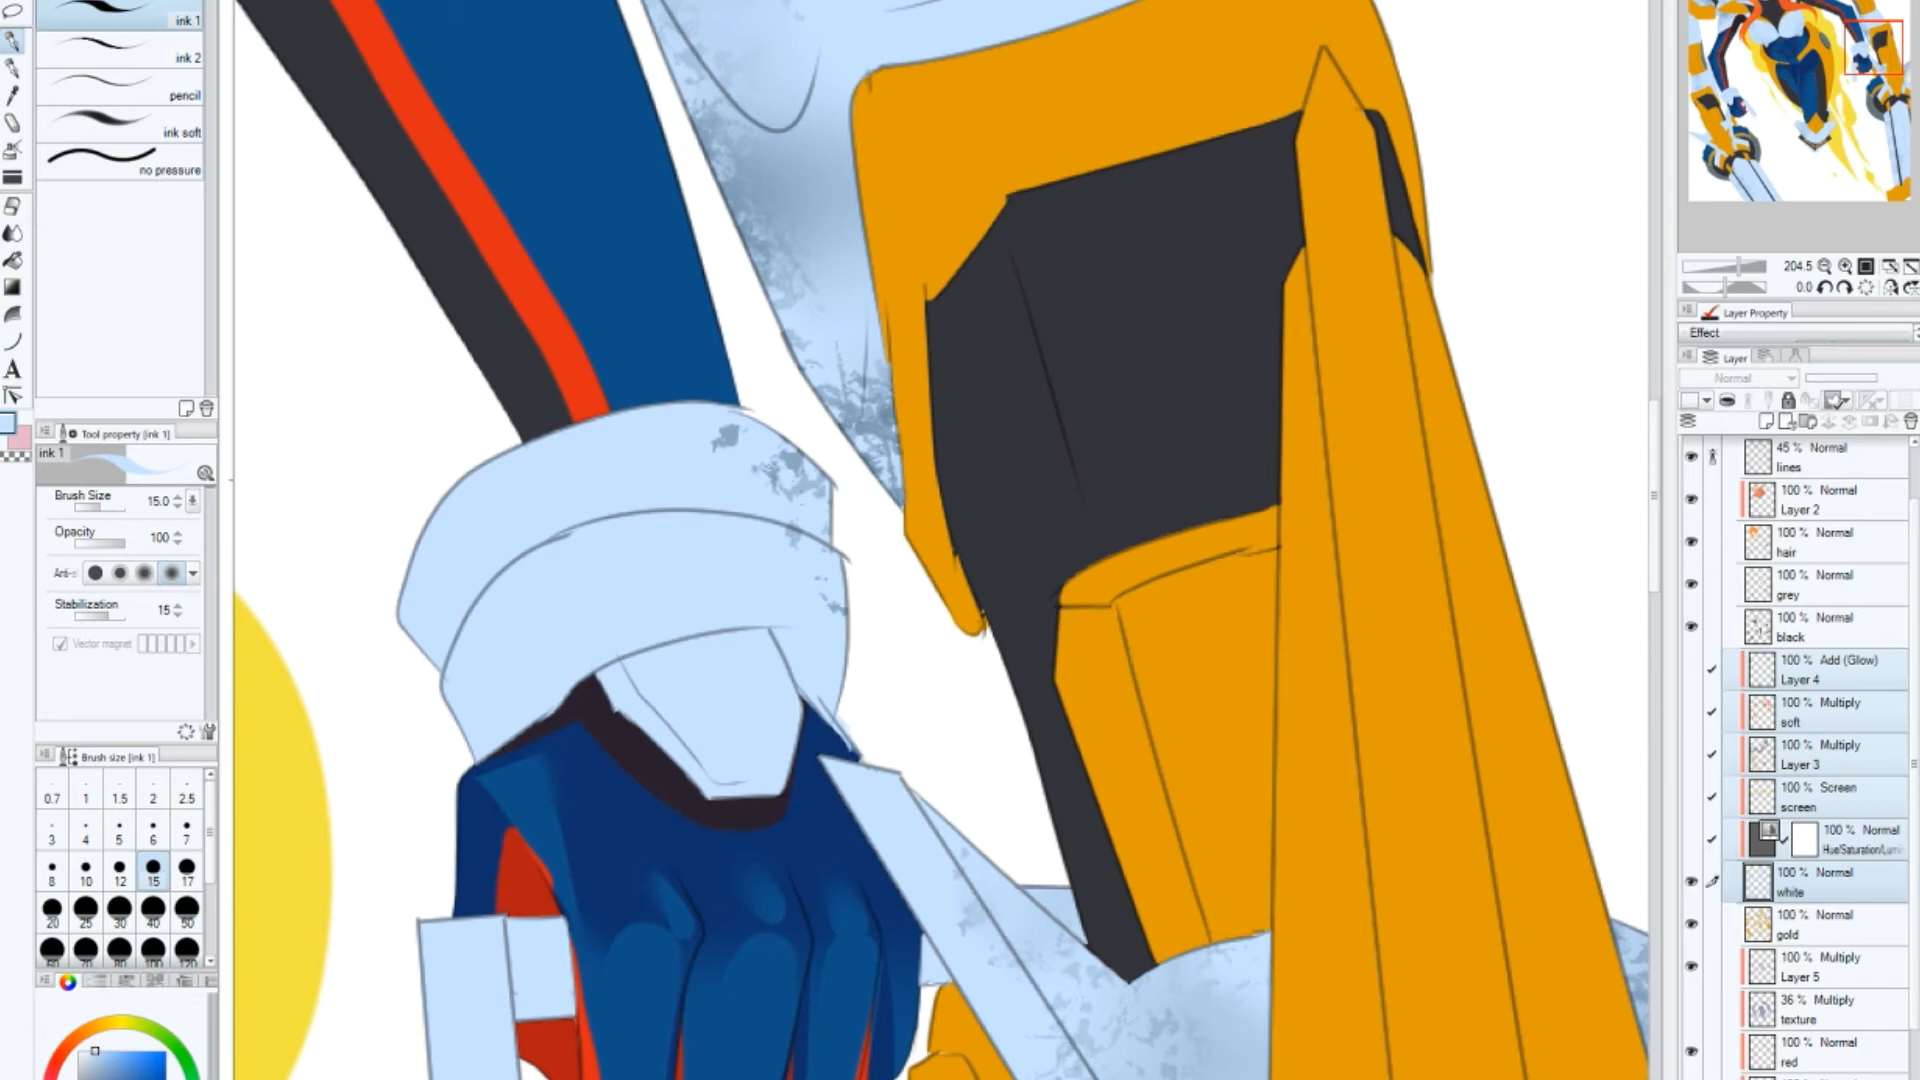 ink 1
ink 2
pencil
ink soft
no pressure
Tool property [ink 1]
ink 1
Brush Size 15.0
Opacity 100
Stabilization 15
Vector magnet
Brush size [ink 1]
0.7 1 1.5 2 2.5
3 4 5 6 7
8 10 12 15 17
20 25 30 40 50
60 70 80 100 120
A
204.5
0.0
Layer Property
Effect
Layer
Normal
45 % Normal
lines
100 % Normal
Layer 2
100 % Normal
hair
100 % Normal
grey
100 % Normal
black
100 % Add (Glow)
Layer 4
100 % Multiply
soft
100 % Multiply
Layer 3
100 % Screen
screen
100 % Normal
Hue/Saturation/Lumi
100 % Normal
white
100 % Normal
gold
100 % Multiply
Layer 5
36 % Multiply
texture
100 % Normal
red